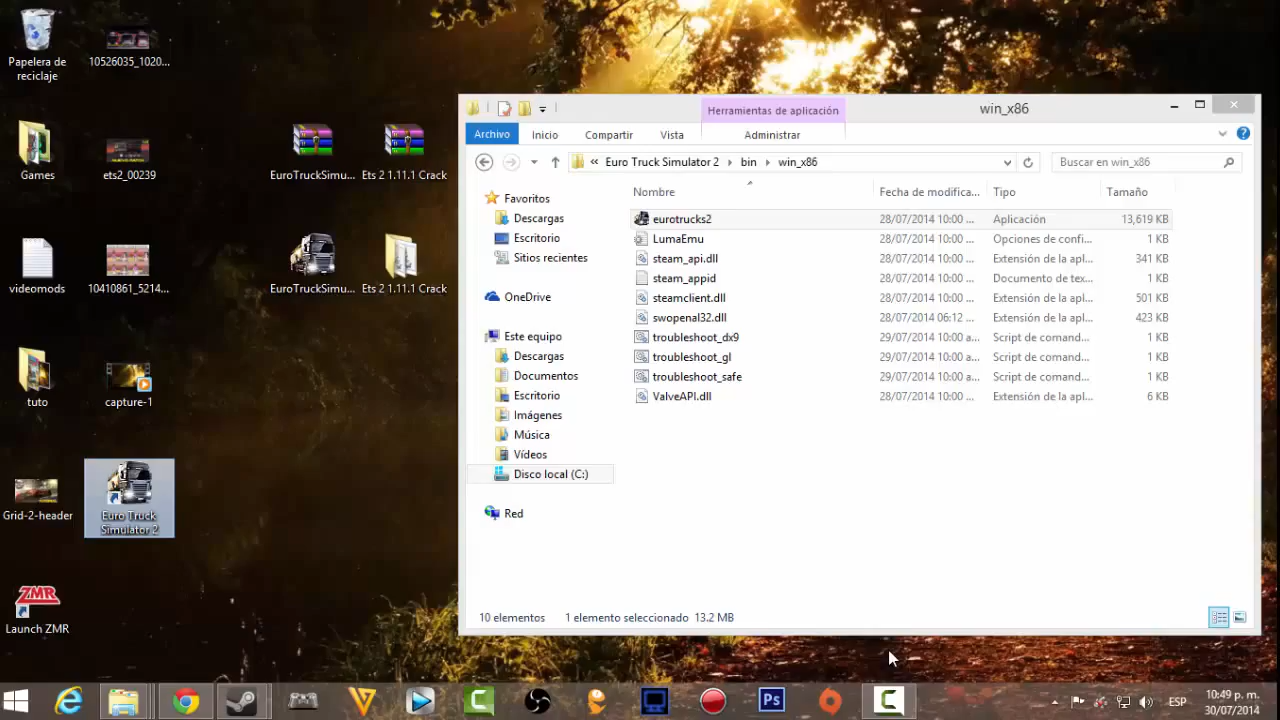 Papelera de
reciclaje
10526035_1020...
Games
ets2_00239
EuroTruckSimu...
Ets 2 1.11.1 Crack
videomods
10410861_5214...
EuroTruckSimu...
Ets 2 1.11.1 Crack
tuto
capture-1
Grid-2-header
Euro Truck
Simulator 2
ZMR
Launch ZMR
Herramientas de aplicación
win_x86
Archivo
Inicio
Compartir
Vista
Administrar
« Euro Truck Simulator 2 bin win_x86
Buscar en win_x86
Favoritos
Descargas
Escritorio
Sitios recientes
OneDrive
Este equipo
Descargas
Documentos
Escritorio
Imágenes
Música
Vídeos
Disco local (C:)
Red
Nombre Fecha de modifica... Tipo Tamaño
eurotrucks2 28/07/2014 10:00 ... Aplicación 13,619 KB
LumaEmu 28/07/2014 10:00 ... Opciones de confi... 1 KB
steam_api.dll 28/07/2014 10:00 ... Extensión de la apl... 341 KB
steam_appid 28/07/2014 10:00 ... Documento de tex... 1 KB
steamclient.dll 28/07/2014 10:00 ... Extensión de la apl... 501 KB
swopenal32.dll 28/07/2014 06:12 ... Extensión de la apl... 423 KB
troubleshoot_dx9 29/07/2014 10:00 a... Script de comand... 1 KB
troubleshoot_gl 29/07/2014 10:00 a... Script de comand... 1 KB
troubleshoot_safe 29/07/2014 10:00 a... Script de comand... 1 KB
ValveAPI.dll 28/07/2014 10:00 ... Extensión de la apl... 6 KB
10 elementos 1 elemento seleccionado 13.2 MB
Ps
ESP
10:49 p. m.
30/07/2014